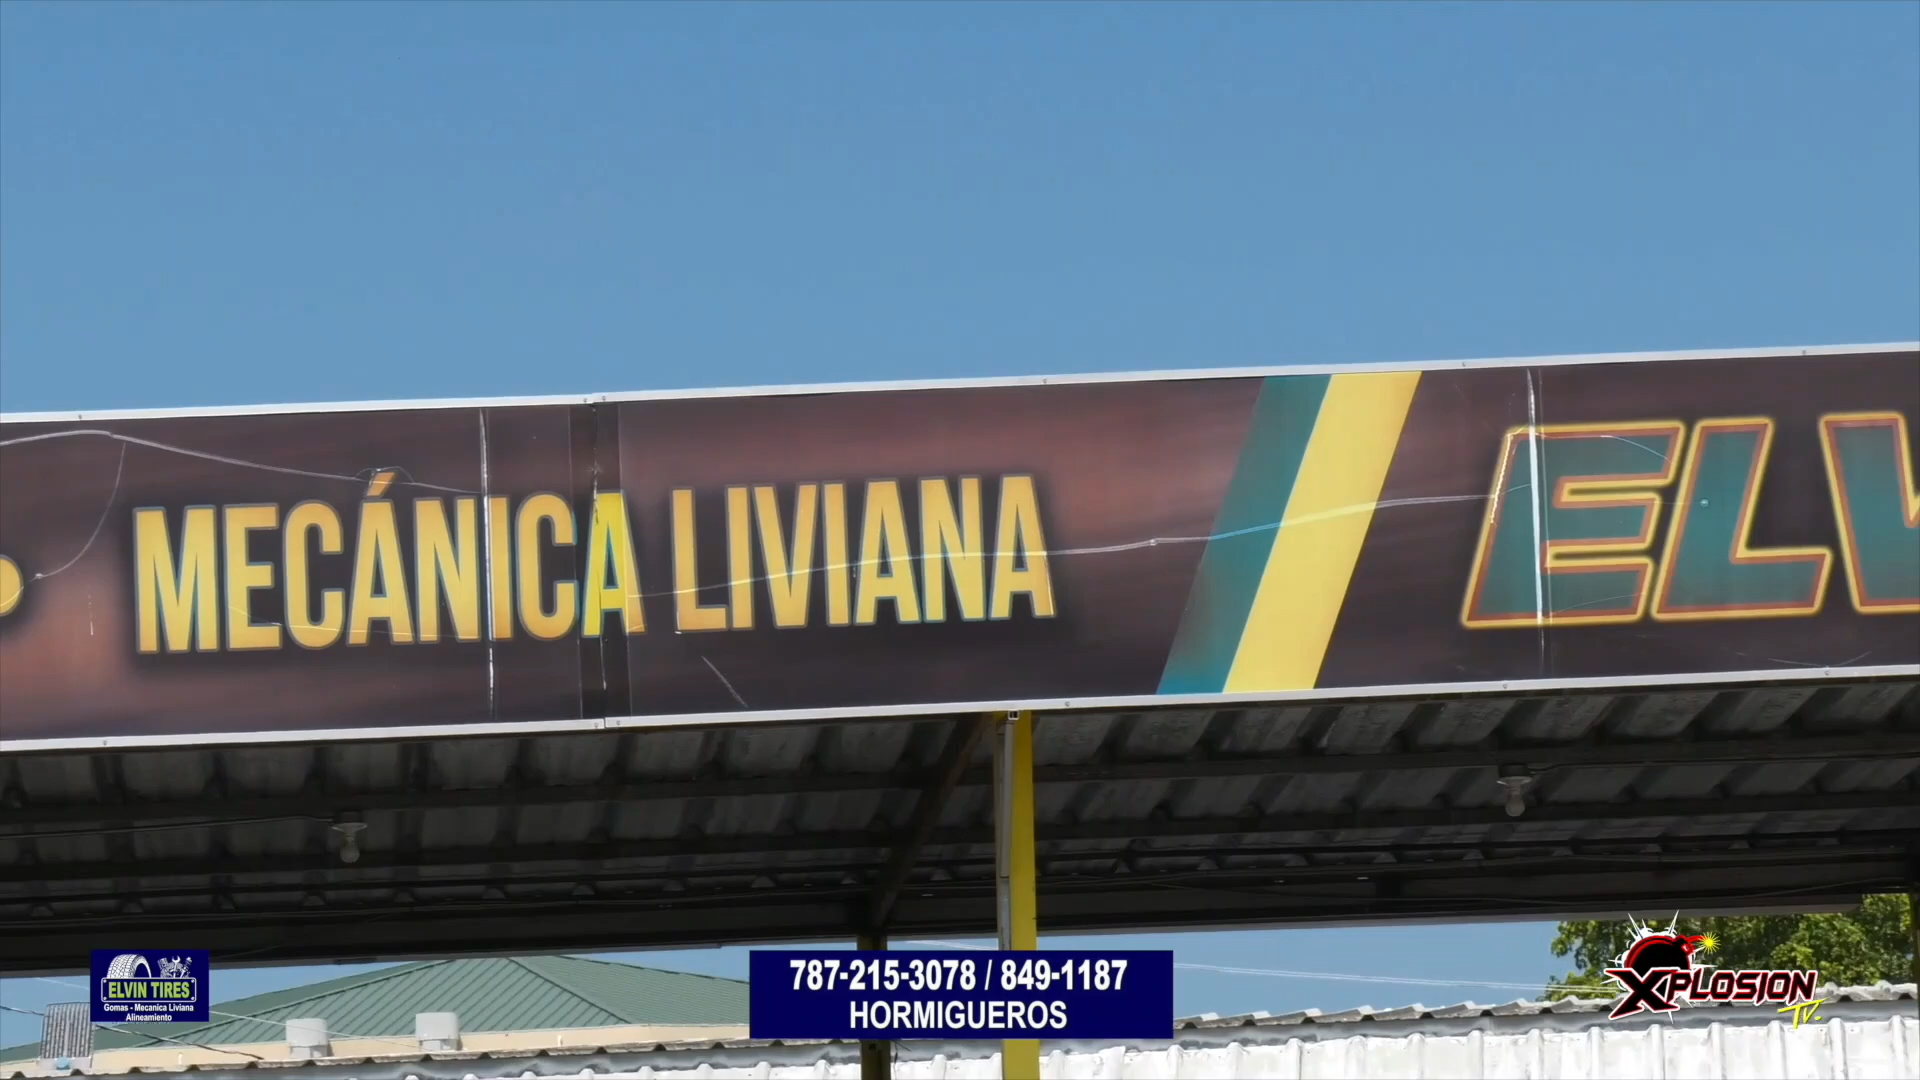 MECÁNICA LIVIANA
ELV
ELVIN TIRES
Gomas - Mecanica Liviana
Alineamiento
787-215-3078 / 849-1187
HORMIGUEROS
XPLOSION
TV.